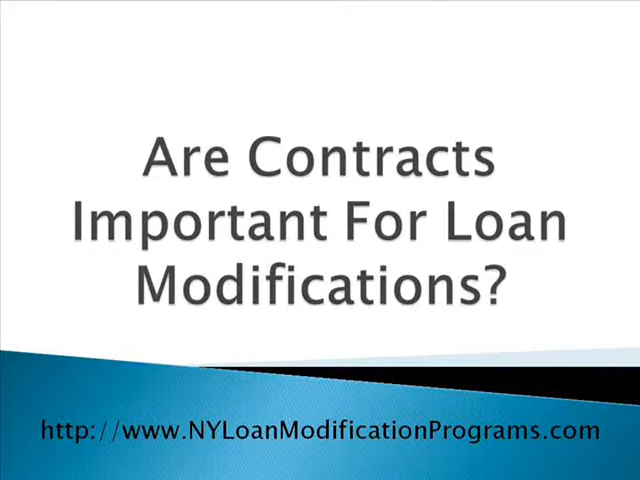 Are Contracts
Important For Loan
Modifications?
http://www.NYLoanModificationPrograms.com